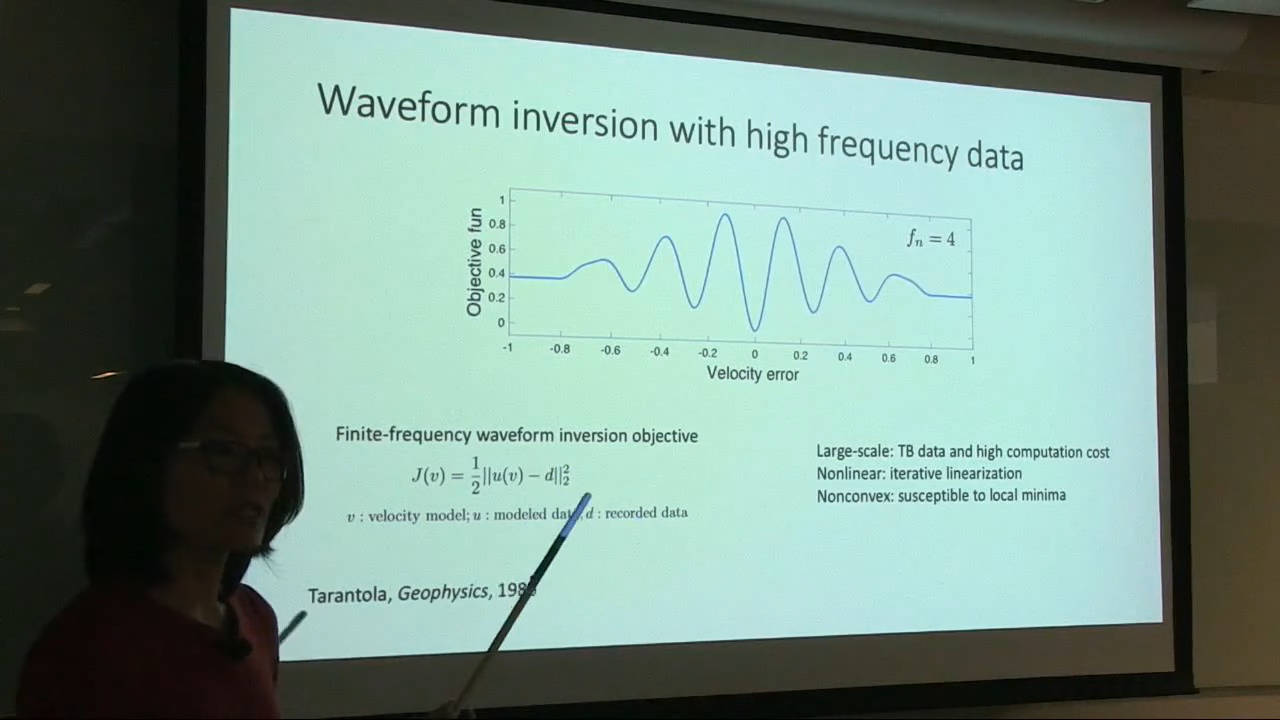 Waveform inversion with high frequency data
Objective fun
1
0.8
0.6
0.4
0.2
0
fₙ = 4
-1 -0.8 -0.6 -0.4 -0.2 0 0.2 0.4 0.6 0.8 1
Velocity error
Finite-frequency waveform inversion objective
J(v) = 1/2||u(v) − d||₂²
v : velocity model; u : modeled d : recorded data
Tarantola, Geophysics,
Large-scale: TB data and high computation cost
Nonlinear: iterative linearization
Nonconvex: susceptible to local minima